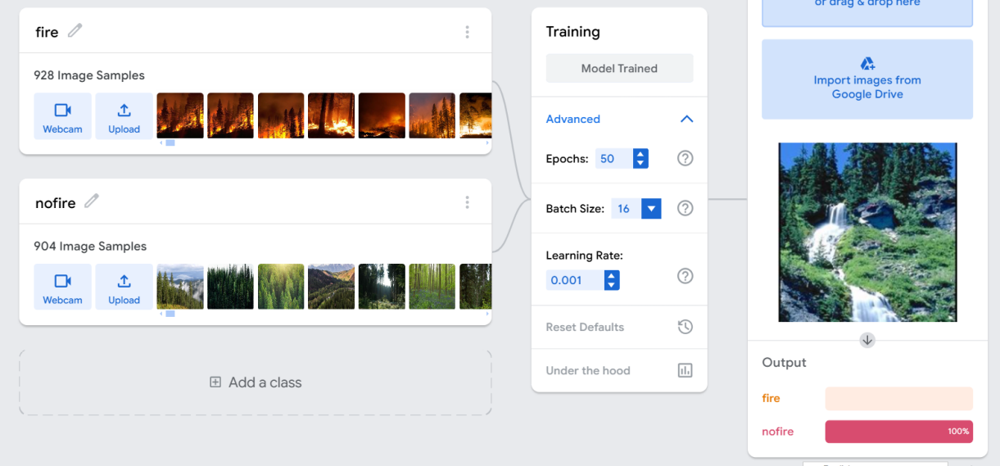 fire
928 Image Samples
Webcam
Upload
nofire
904 Image Samples
Webcam
Upload
Add a class
Training
Model Trained
Advanced
Epochs: 50
Batch Size: 16
Learning Rate:
0.001
Reset Defaults
Under the hood
or drag & drop here
Import images from
Google Drive
Output
fire
nofire 100%